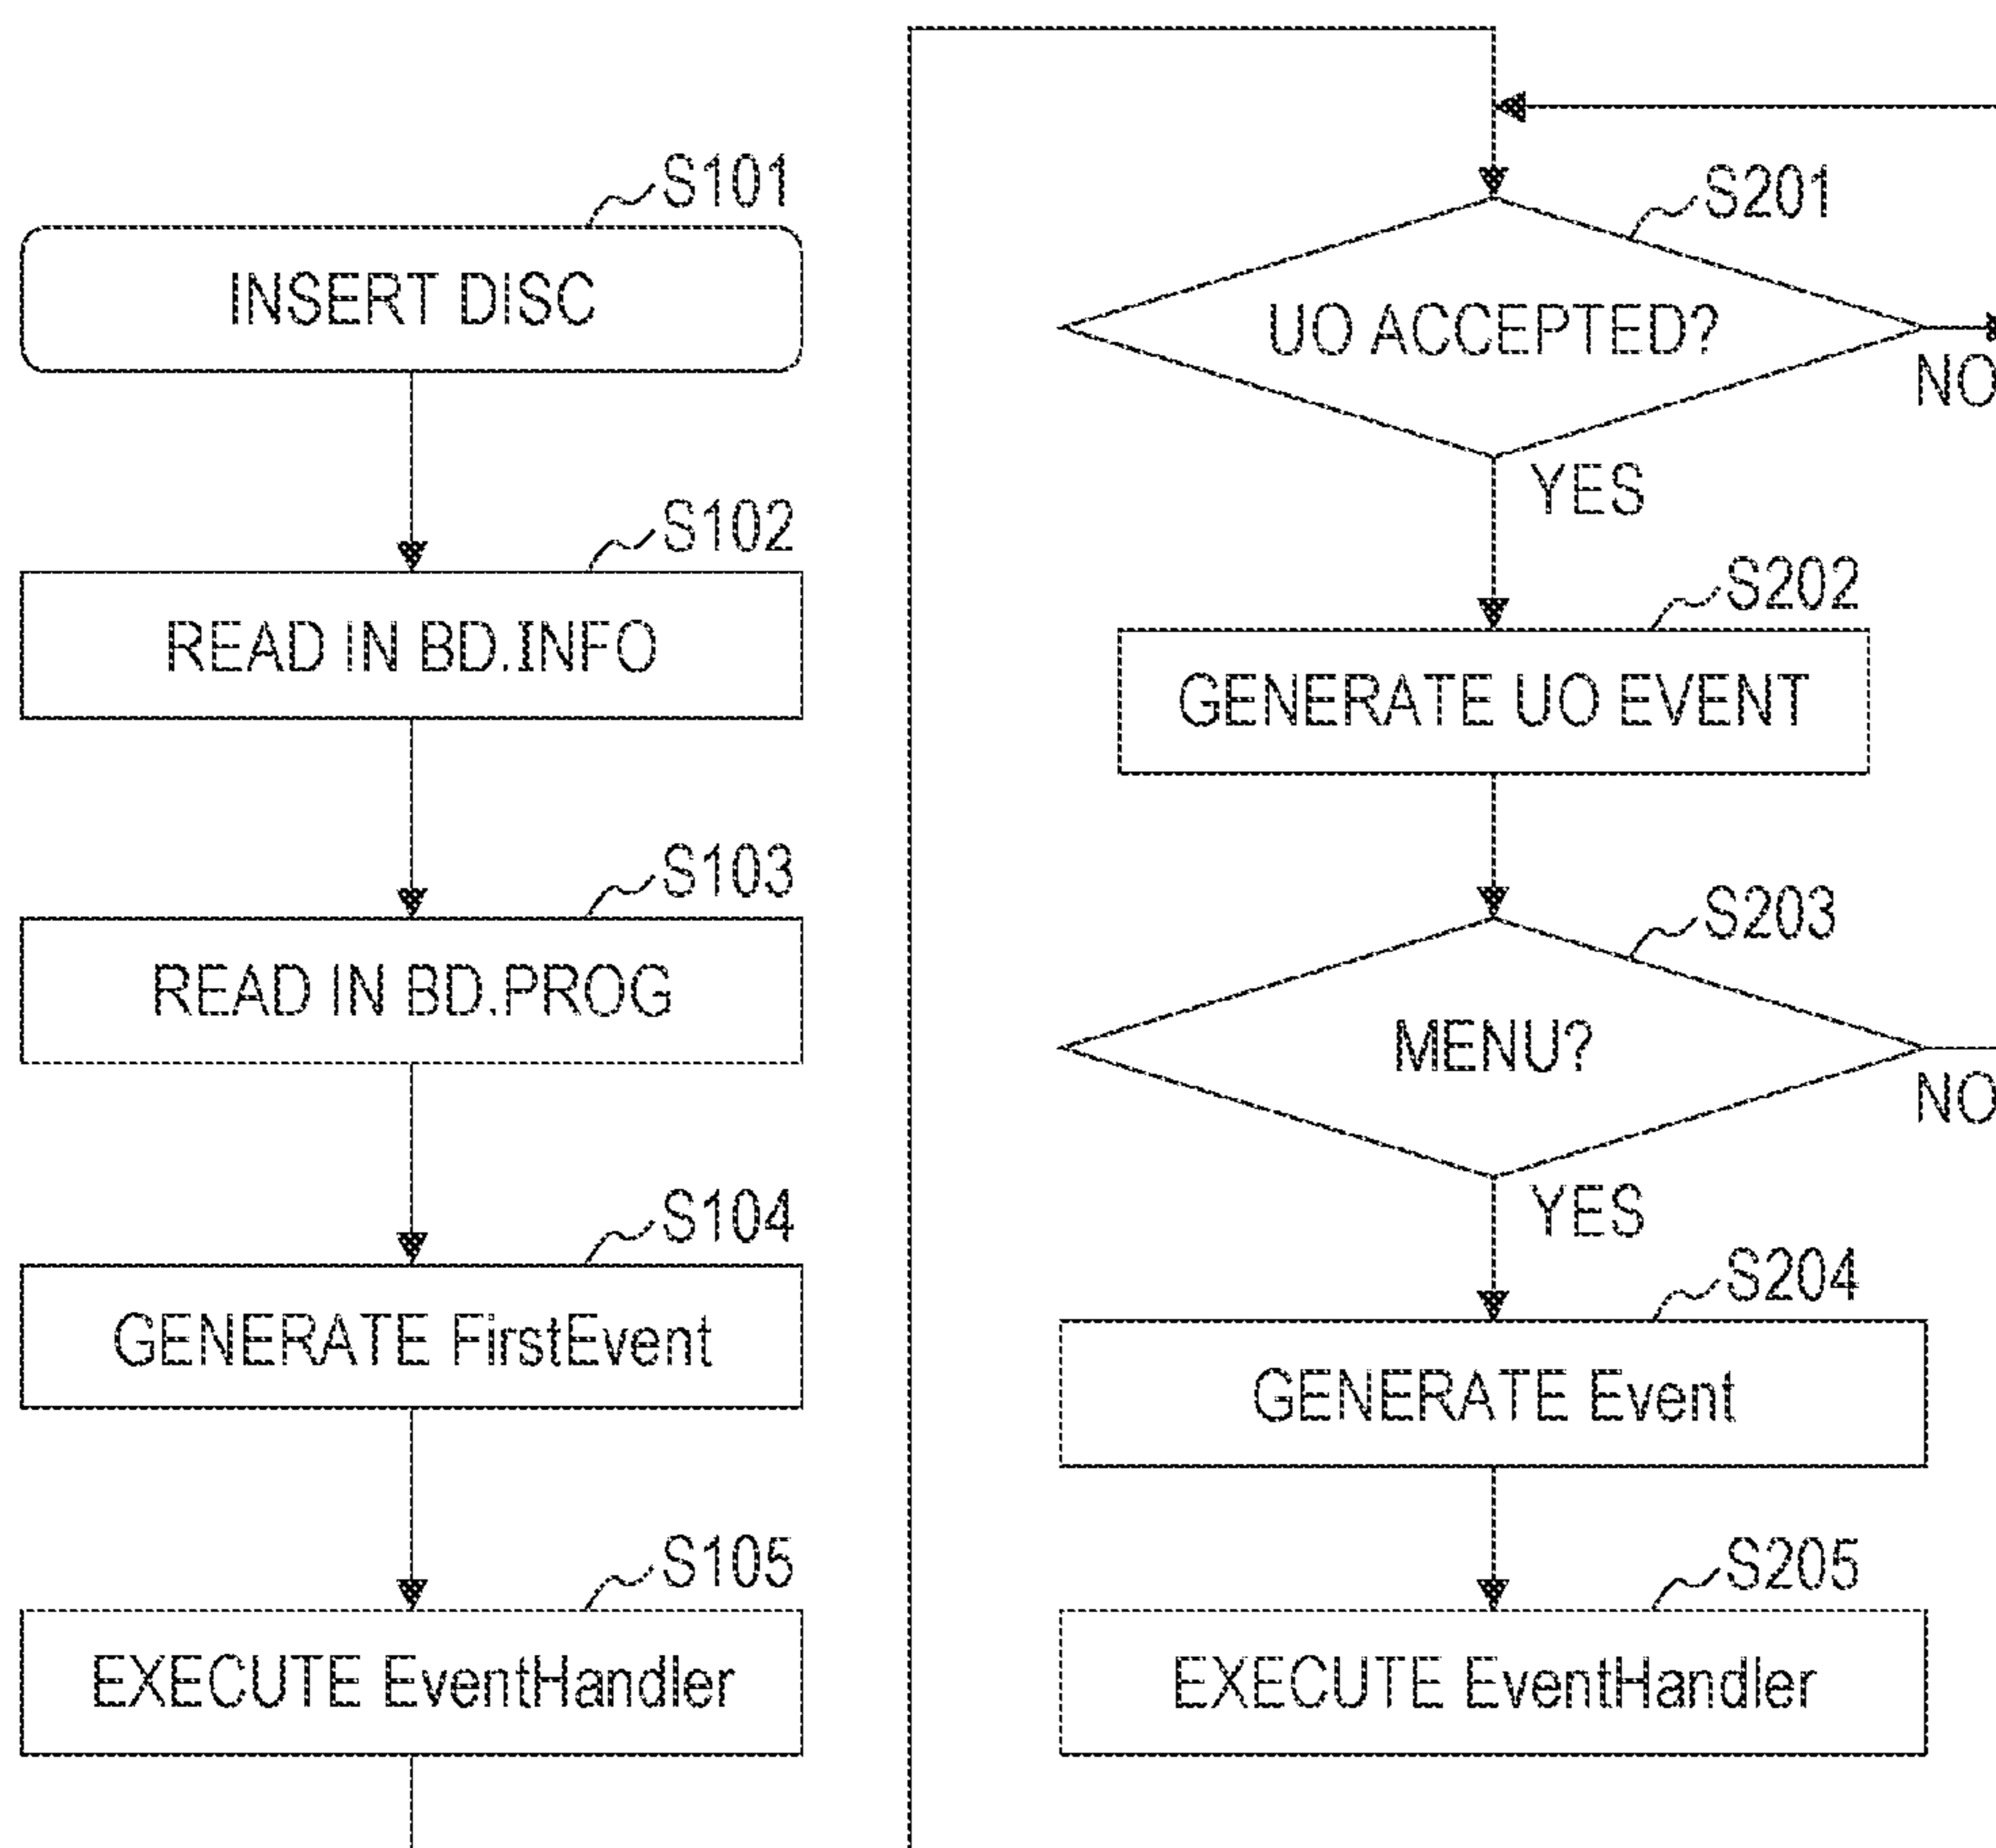 S101
INSERT DISC
S102
READ IN BD.INFO
S103
READ IN BD.PROG
S104
GENERATE FirstEvent
S105
EXECUTE EventHandler
S201
UO ACCEPTED?
NO
YES
S202
GENERATE UO EVENT
S203
MENU?
NO
YES
S204
GENERATE Event
S205
EXECUTE EventHandler